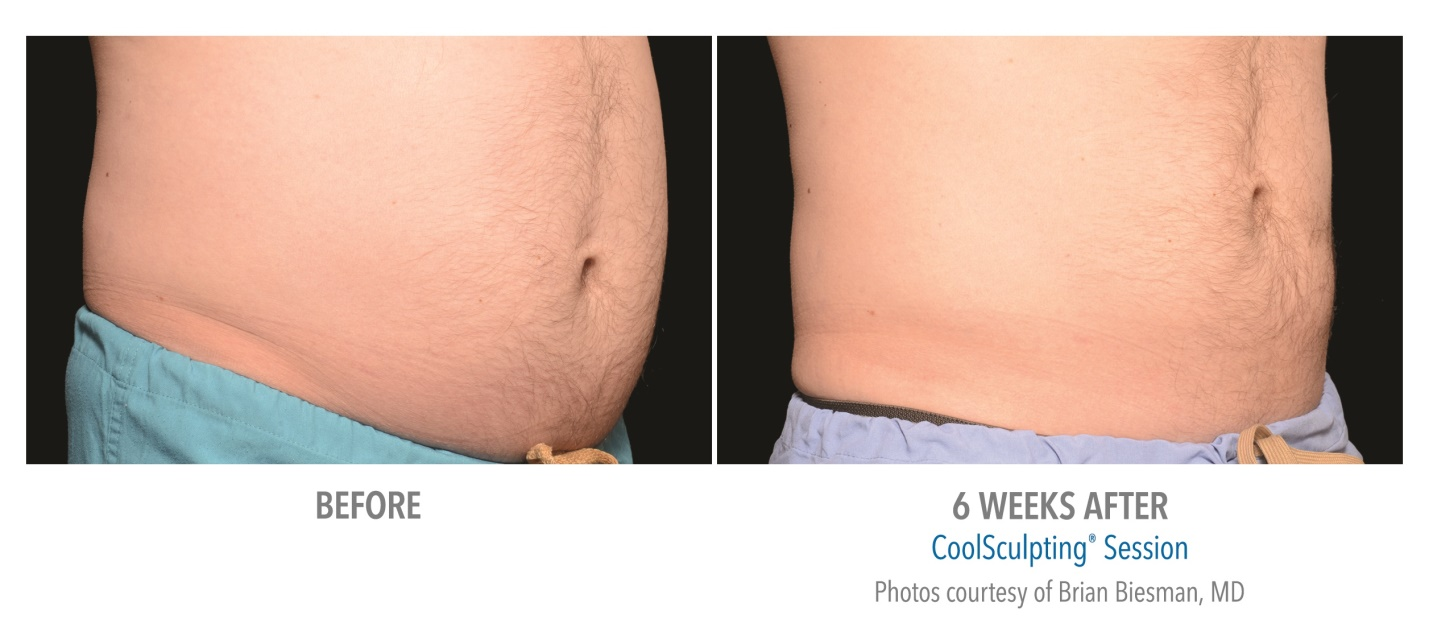 BEFORE
6 WEEKS AFTER
CoolSculpting® Session
Photos courtesy of Brian Biesman, MD